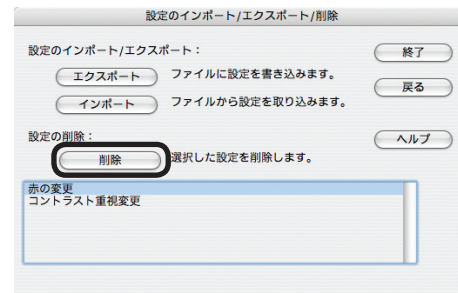 設定のインポート/エクスポート/削除
設定のインポート/エクスポート：
終了
エクスポート ファイルに設定を書き込みます。
戻る
インポート ファイルから設定を取り込みます。
設定の削除：
ヘルプ
削除 選択した設定を削除します。
赤の変更
コントラスト重視変更